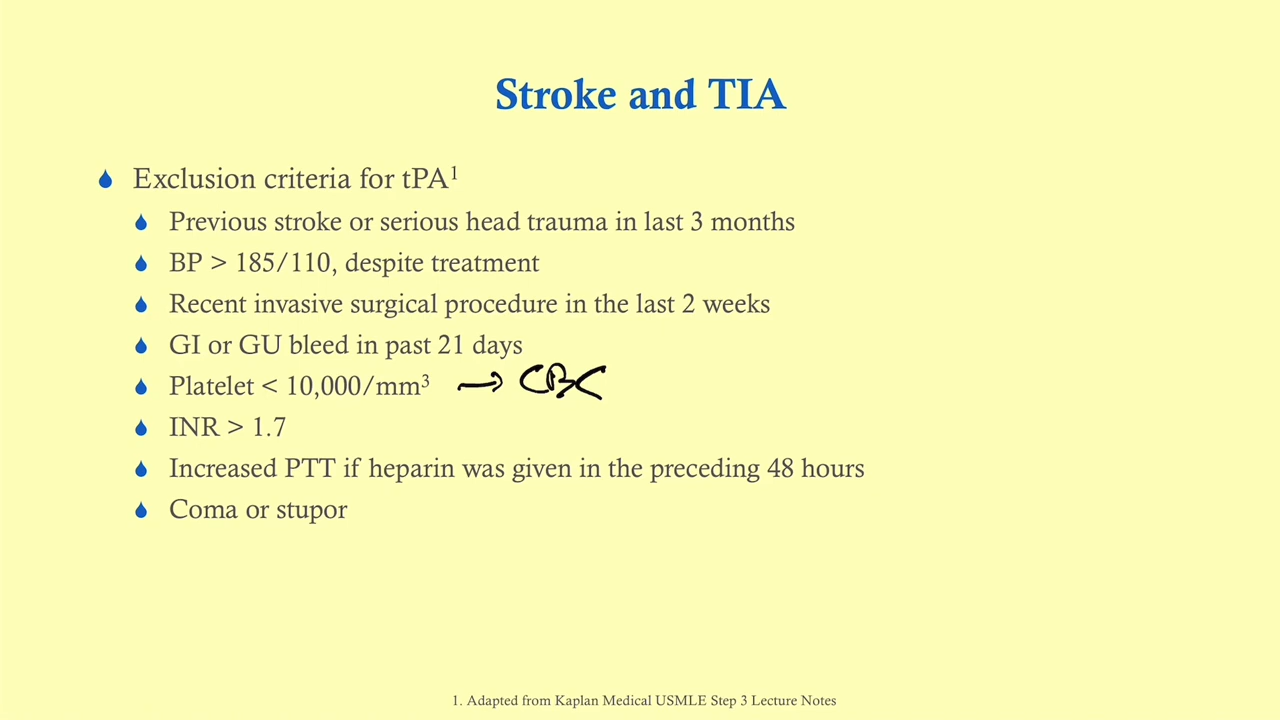 Stroke and TIA
Exclusion criteria for tPA¹
Previous stroke or serious head trauma in last 3 months
BP > 185/110, despite treatment
Recent invasive surgical procedure in the last 2 weeks
GI or GU bleed in past 21 days
Platelet < 10,000/mm³ → CBC
INR > 1.7
Increased PTT if heparin was given in the preceding 48 hours
Coma or stupor
1. Adapted from Kaplan Medical USMLE Step 3 Lecture Notes